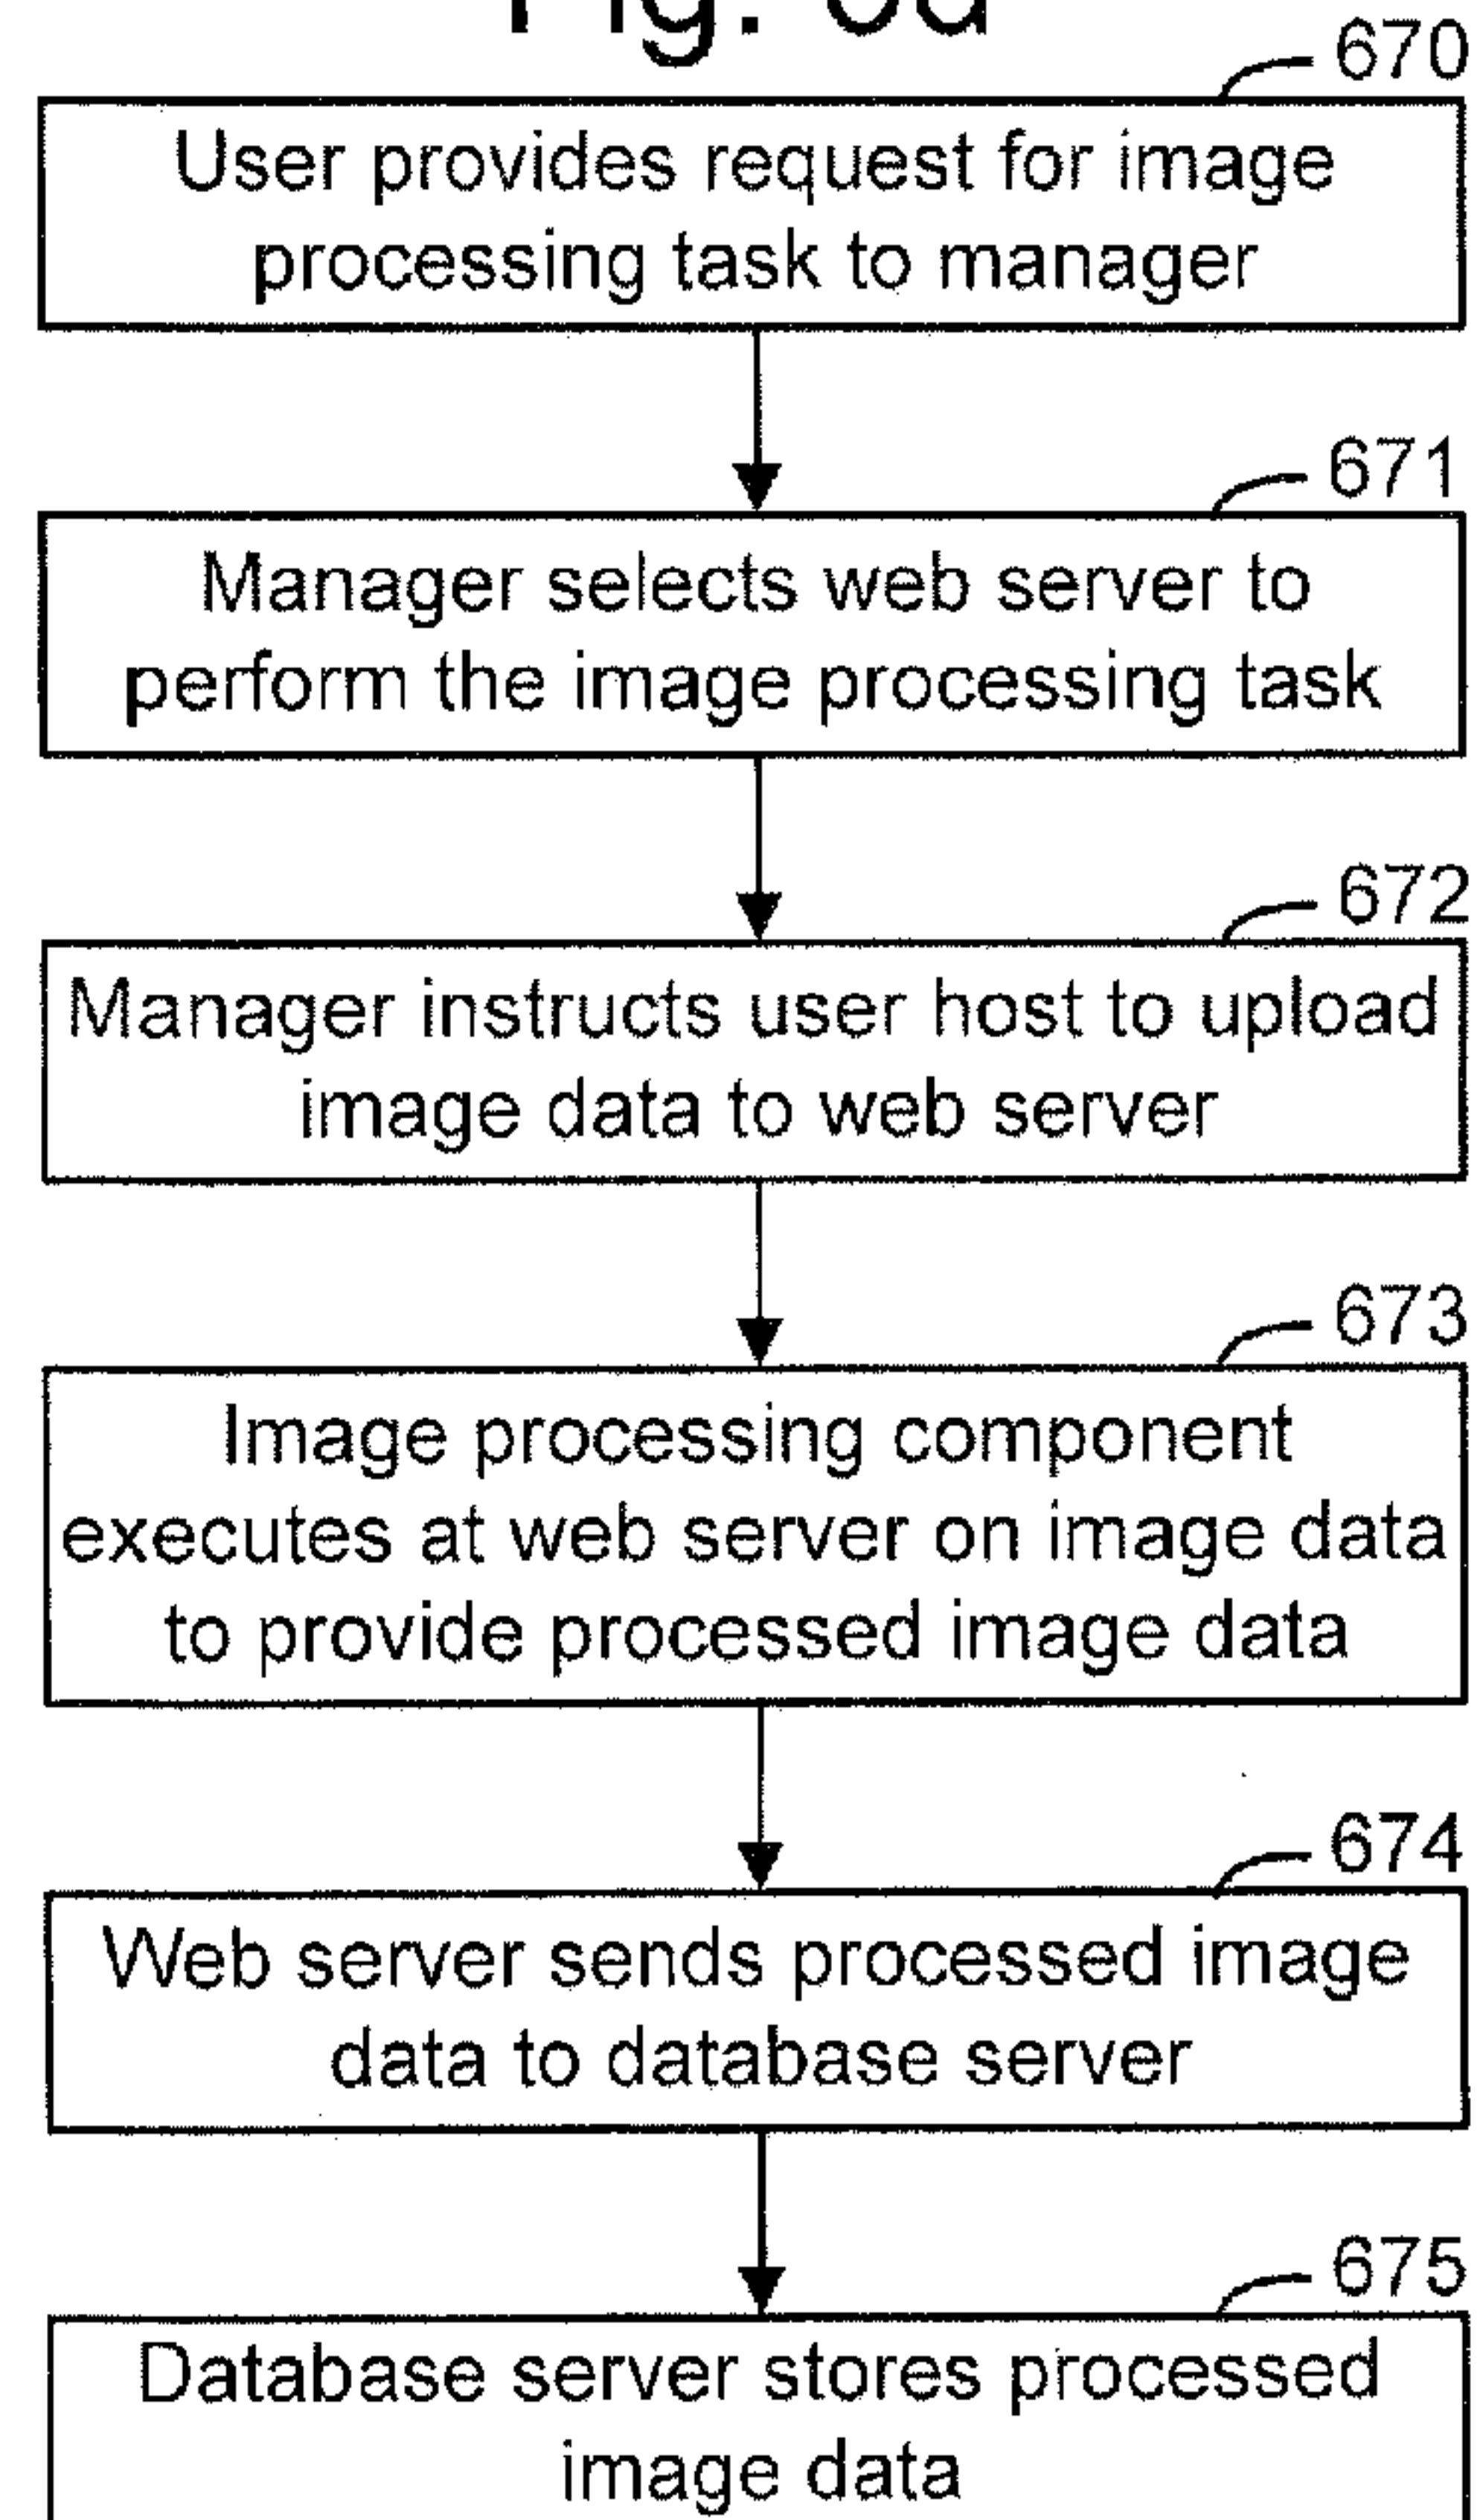 670
User provides request for image
processing task to manager
671
Manager selects web server to
perform the image processing task
672
Manager instructs user host to upload
image data to web server
673
Image processing component
executes at web server on image data
to provide processed image data
674
Web server sends processed image
data to database server
675
Database server stores processed
image data